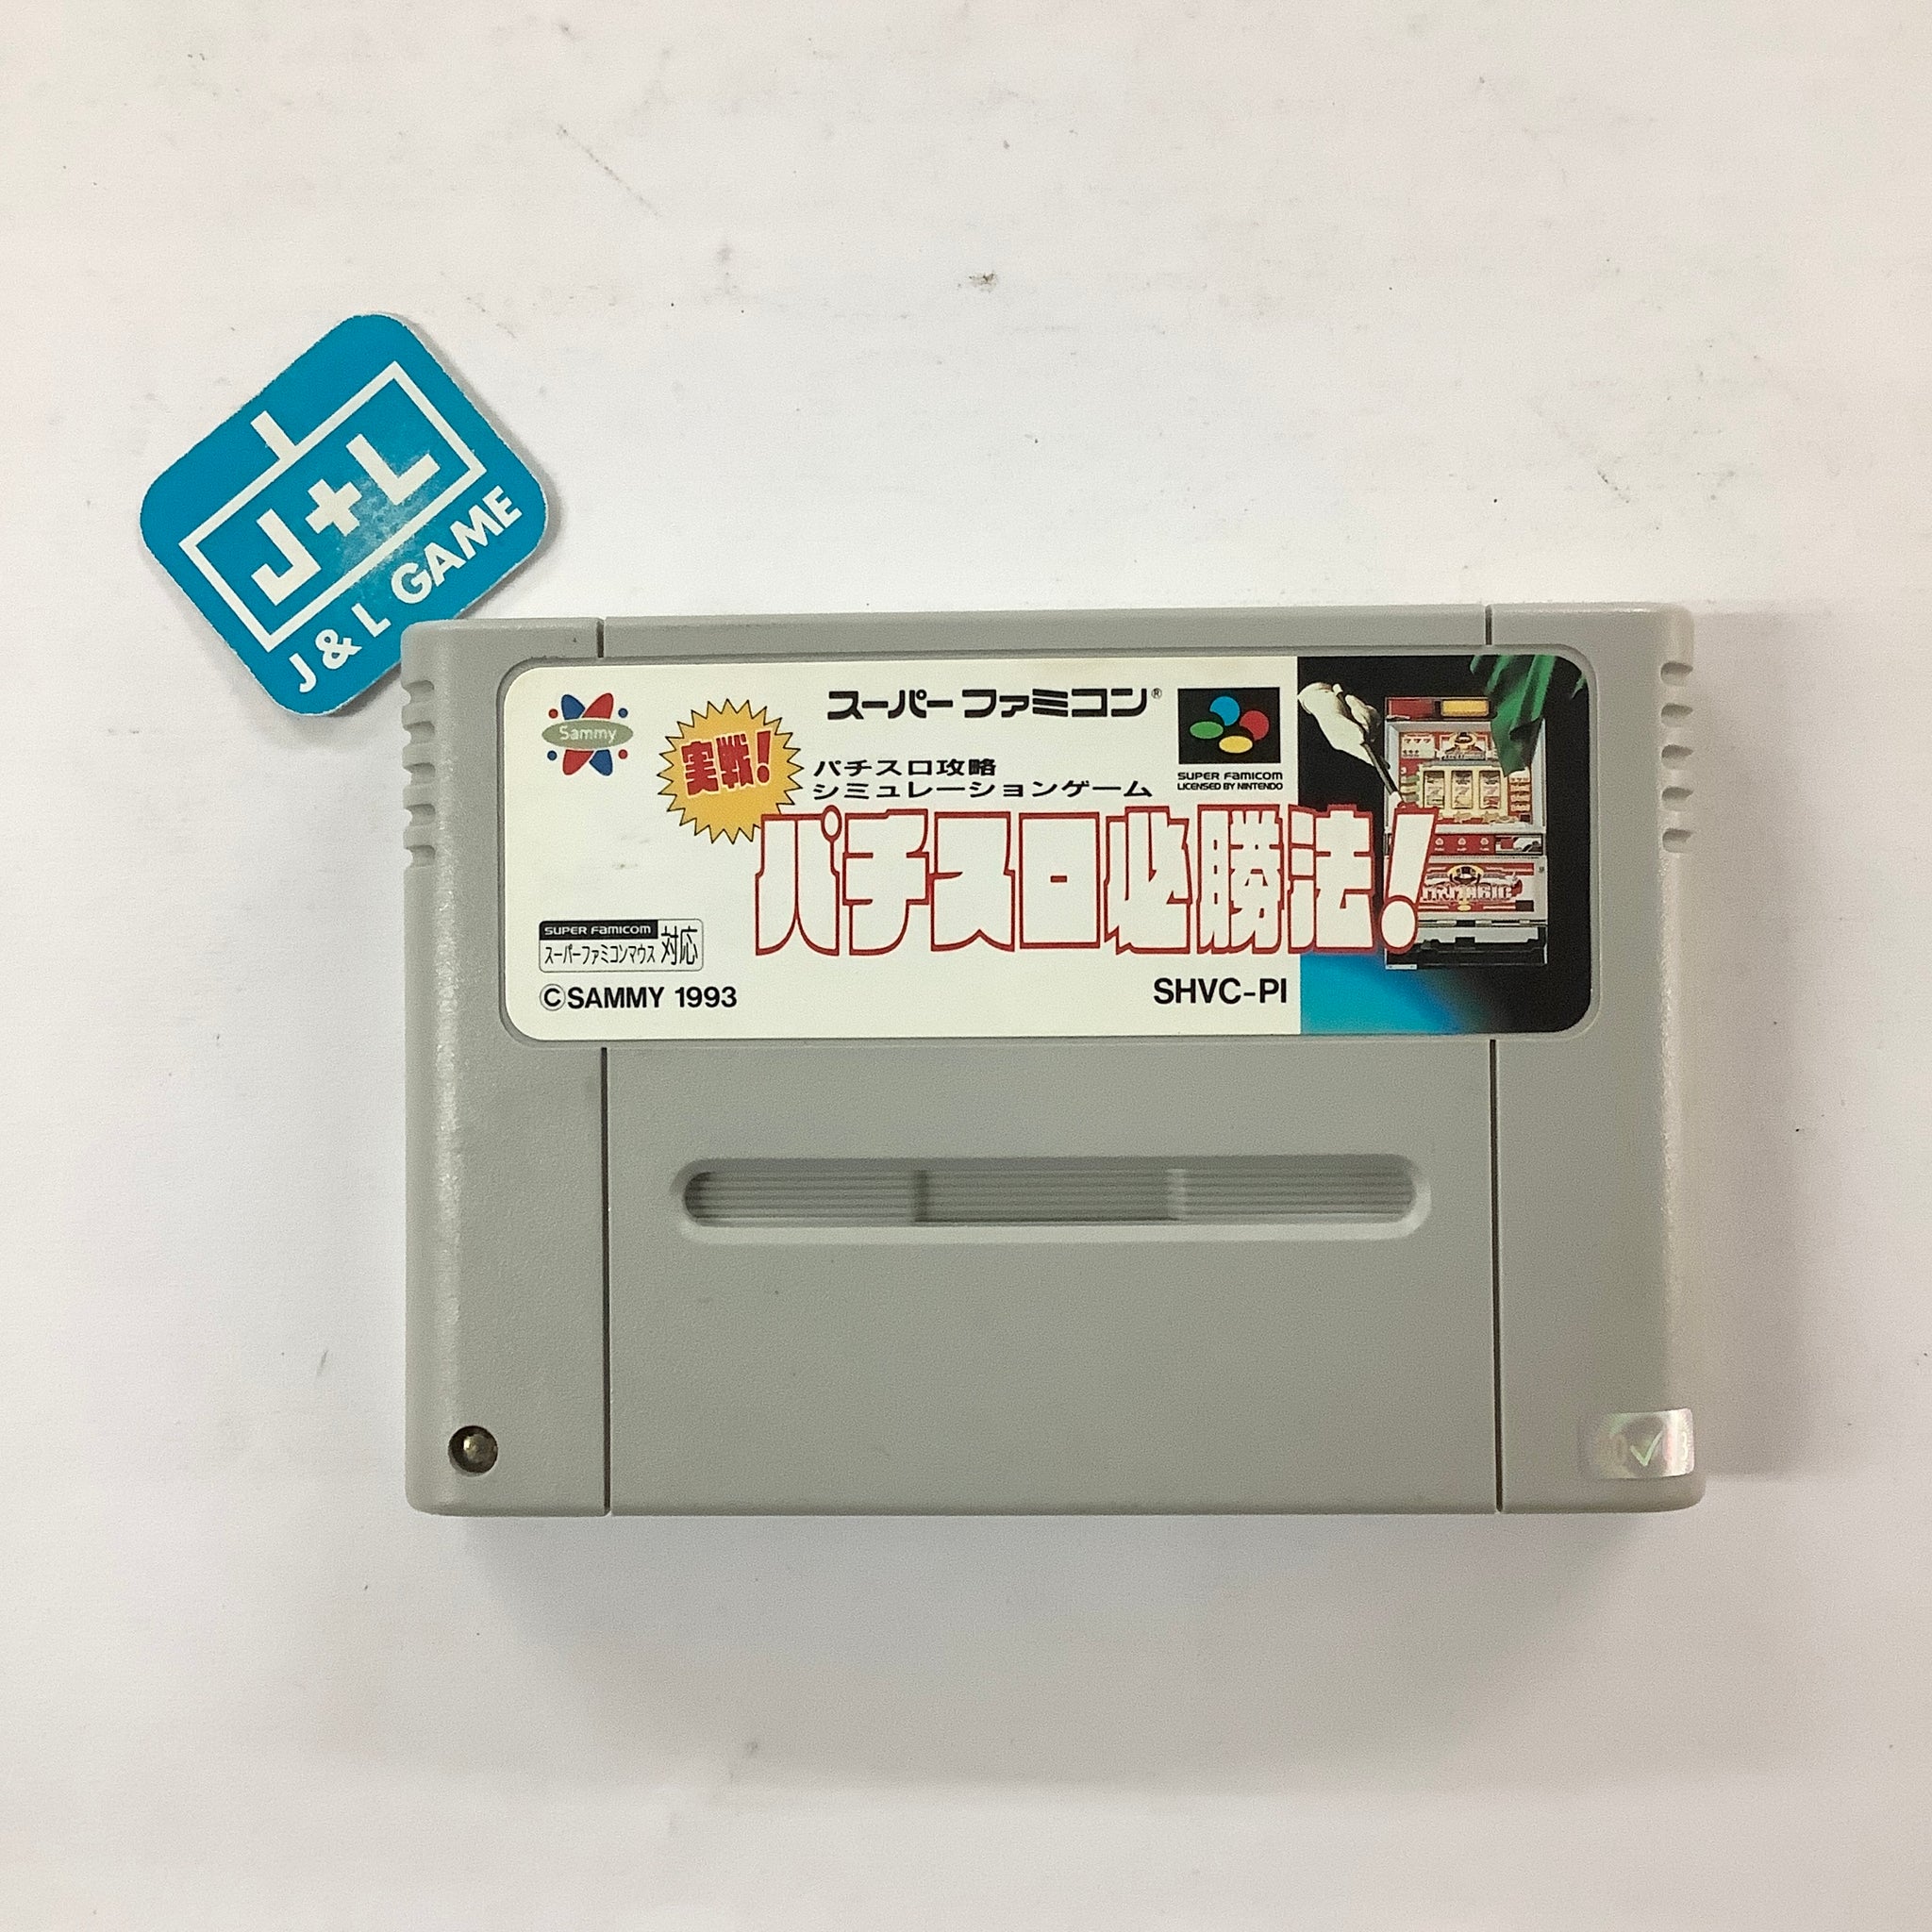 J+L
J & L GAME
Sammy
実戦!
スーパーファミコン®
パチスロ攻略
シミュレーションゲーム
SUPER FAMICOM
LICENSED BY NINTENDO
パチスロ必勝法!
SUPER FAMICOM
スーパーファミコンマウス 対応
©SAMMY 1993
SHVC-PI